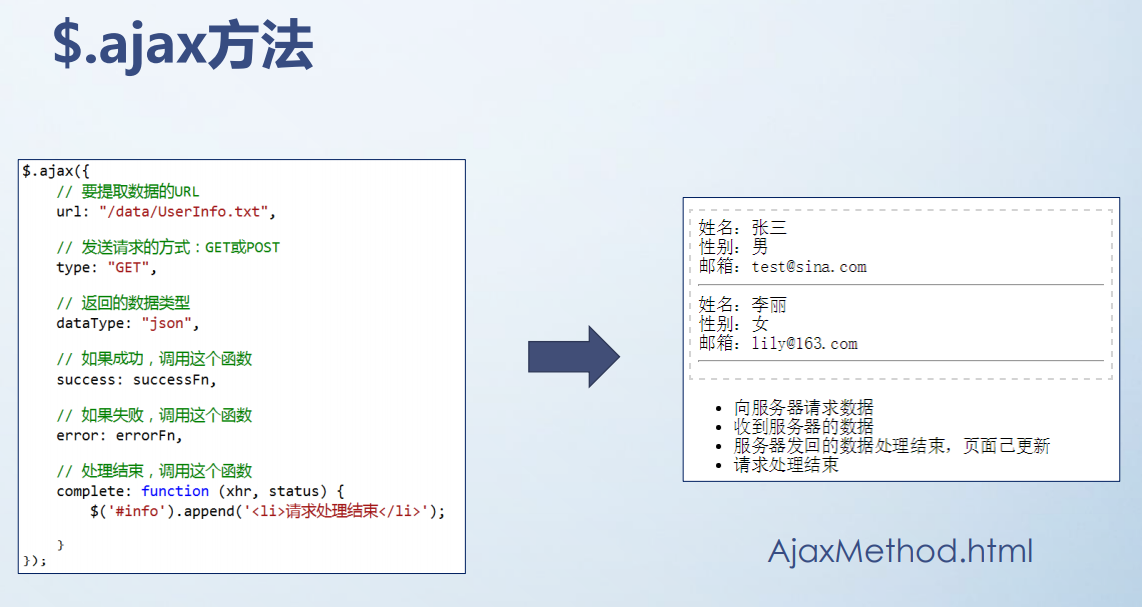 $.ajax方法
$.ajax({
// 要提取数据的URL
url: "/data/UserInfo.txt",
// 发送请求的方式：GET或POST
type: "GET",
// 返回的数据类型
dataType: "json",
// 如果成功，调用这个函数
success: successFn,
// 如果失败，调用这个函数
error: errorFn,
// 处理结束，调用这个函数
complete: function (xhr, status) {
$('#info').append('<li>请求处理结束</li>');
}
});
姓名：张三
性别：男
邮箱：test@sina.com
姓名：李丽
性别：女
邮箱：lily@163.com
• 向服务器请求数据
• 收到服务器的数据
• 服务器发回的数据处理结束，页面已更新
• 请求处理结束
AjaxMethod.html